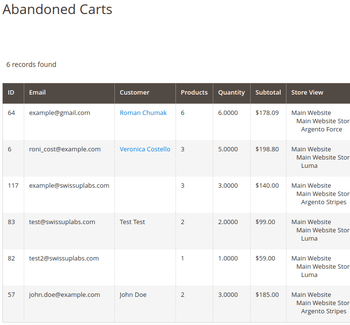 Abandoned Carts
6 records found
ID Email Customer Products Quantity Subtotal Store View
64 example@gmail.com Roman Chumak 6 6.0000 $178.09 Main Website
Main Website Stor
Argento Force
6 roni_cost@example.com Veronica Costello 3 5.0000 $198.80 Main Website
Main Website Stor
Luma
117 example@swissuplabs.com 3 3.0000 $140.00 Main Website
Main Website Stor
Argento Stripes
83 test@swissuplabs.com Test Test 2 2.0000 $99.00 Main Website
Main Website Stor
Luma
82 test2@swissuplabs.com 1 1.0000 $59.00 Main Website
Main Website Stor
Luma
57 john.doe@example.com John Doe 2 3.0000 $185.00 Main Website
Main Website Stor
Argento Stripes